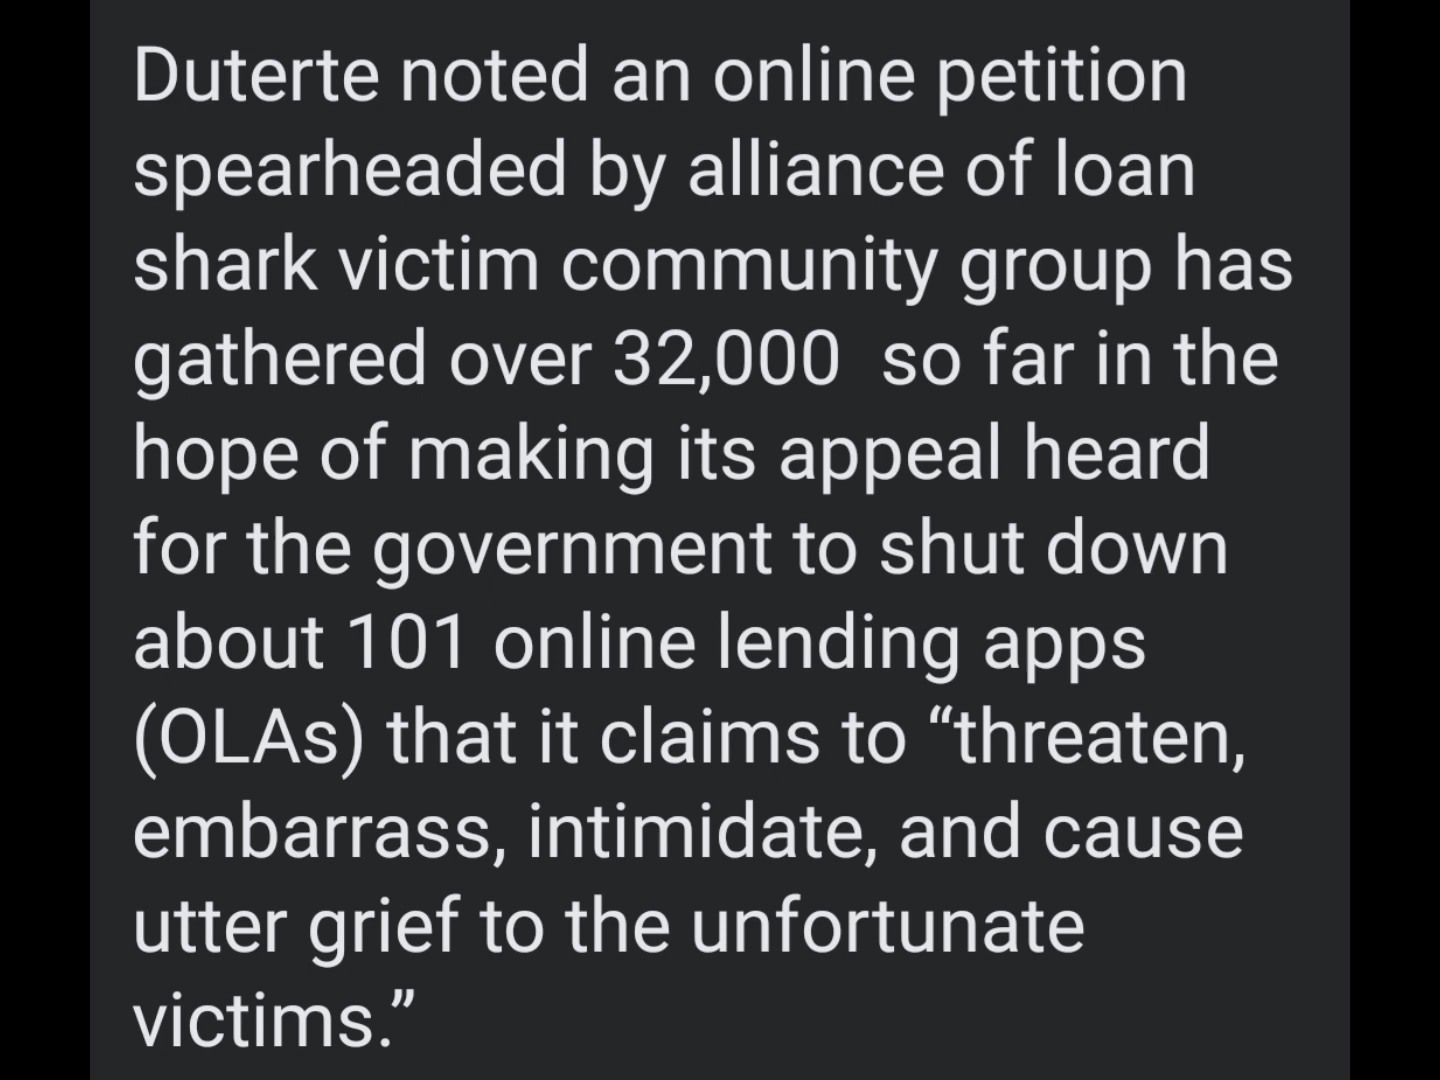 Duterte noted an online petition
spearheaded by alliance of loan
shark victim community group has
gathered over 32,000  so far in the
hope of making its appeal heard
for the government to shut down
about 101 online lending apps
(OLAs) that it claims to “threaten,
embarrass, intimidate, and cause
utter grief to the unfortunate
victims.”